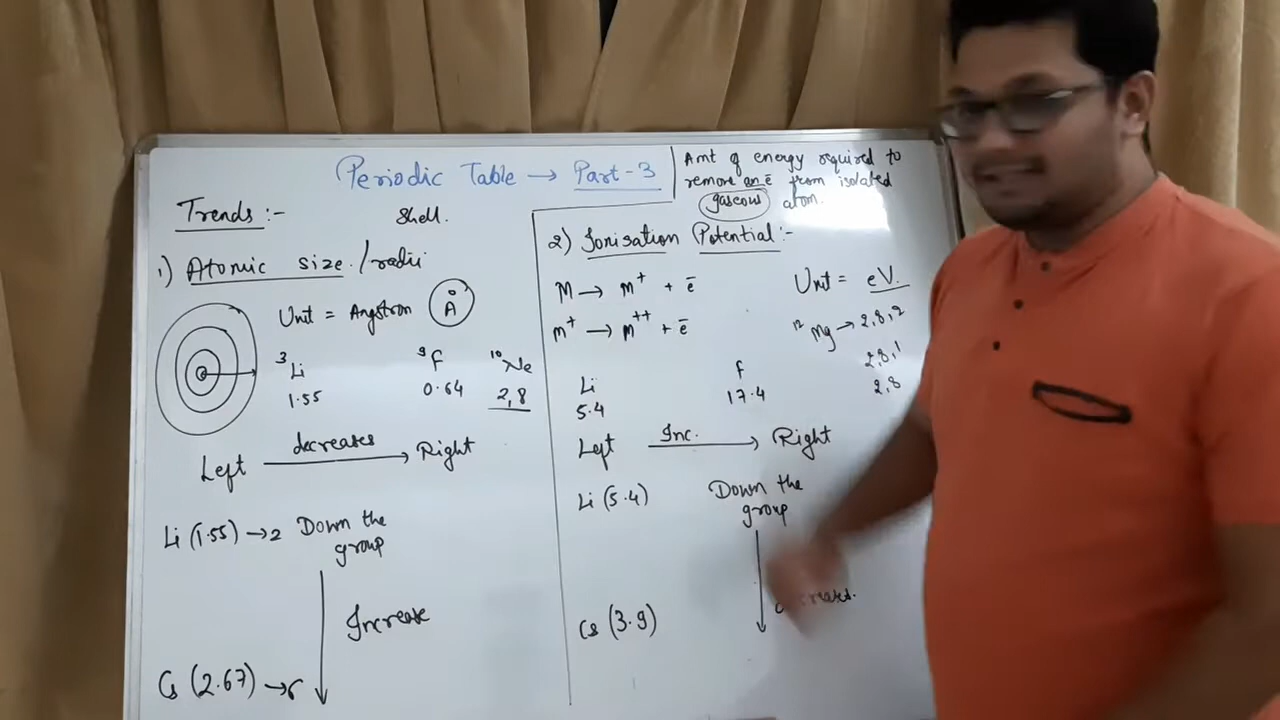 Periodic Table → Part-3
Trends:-
Shell.
1) Atomic size/radii
Unit = Angstron Å
³Li ⁹F ¹⁰Ne
1.55 0.64 2,8
decreases
Left → Right
Li (1.55) → 2 Down the
group
Increase
Cs (2.67) → 6
Amt of energy required to
remove an ē from isolated
gaseous atom.
2) Ionisation Potential:-
M → M⁺ + ē
M⁺ → M⁺⁺ + ē
Unit = eV.
¹²Mg → 2,8,2
2,8,1
2,8
Li F
5.4 17.4
Left Inc. → Right
Li (5.4) Down the
group
Cs (3.9)